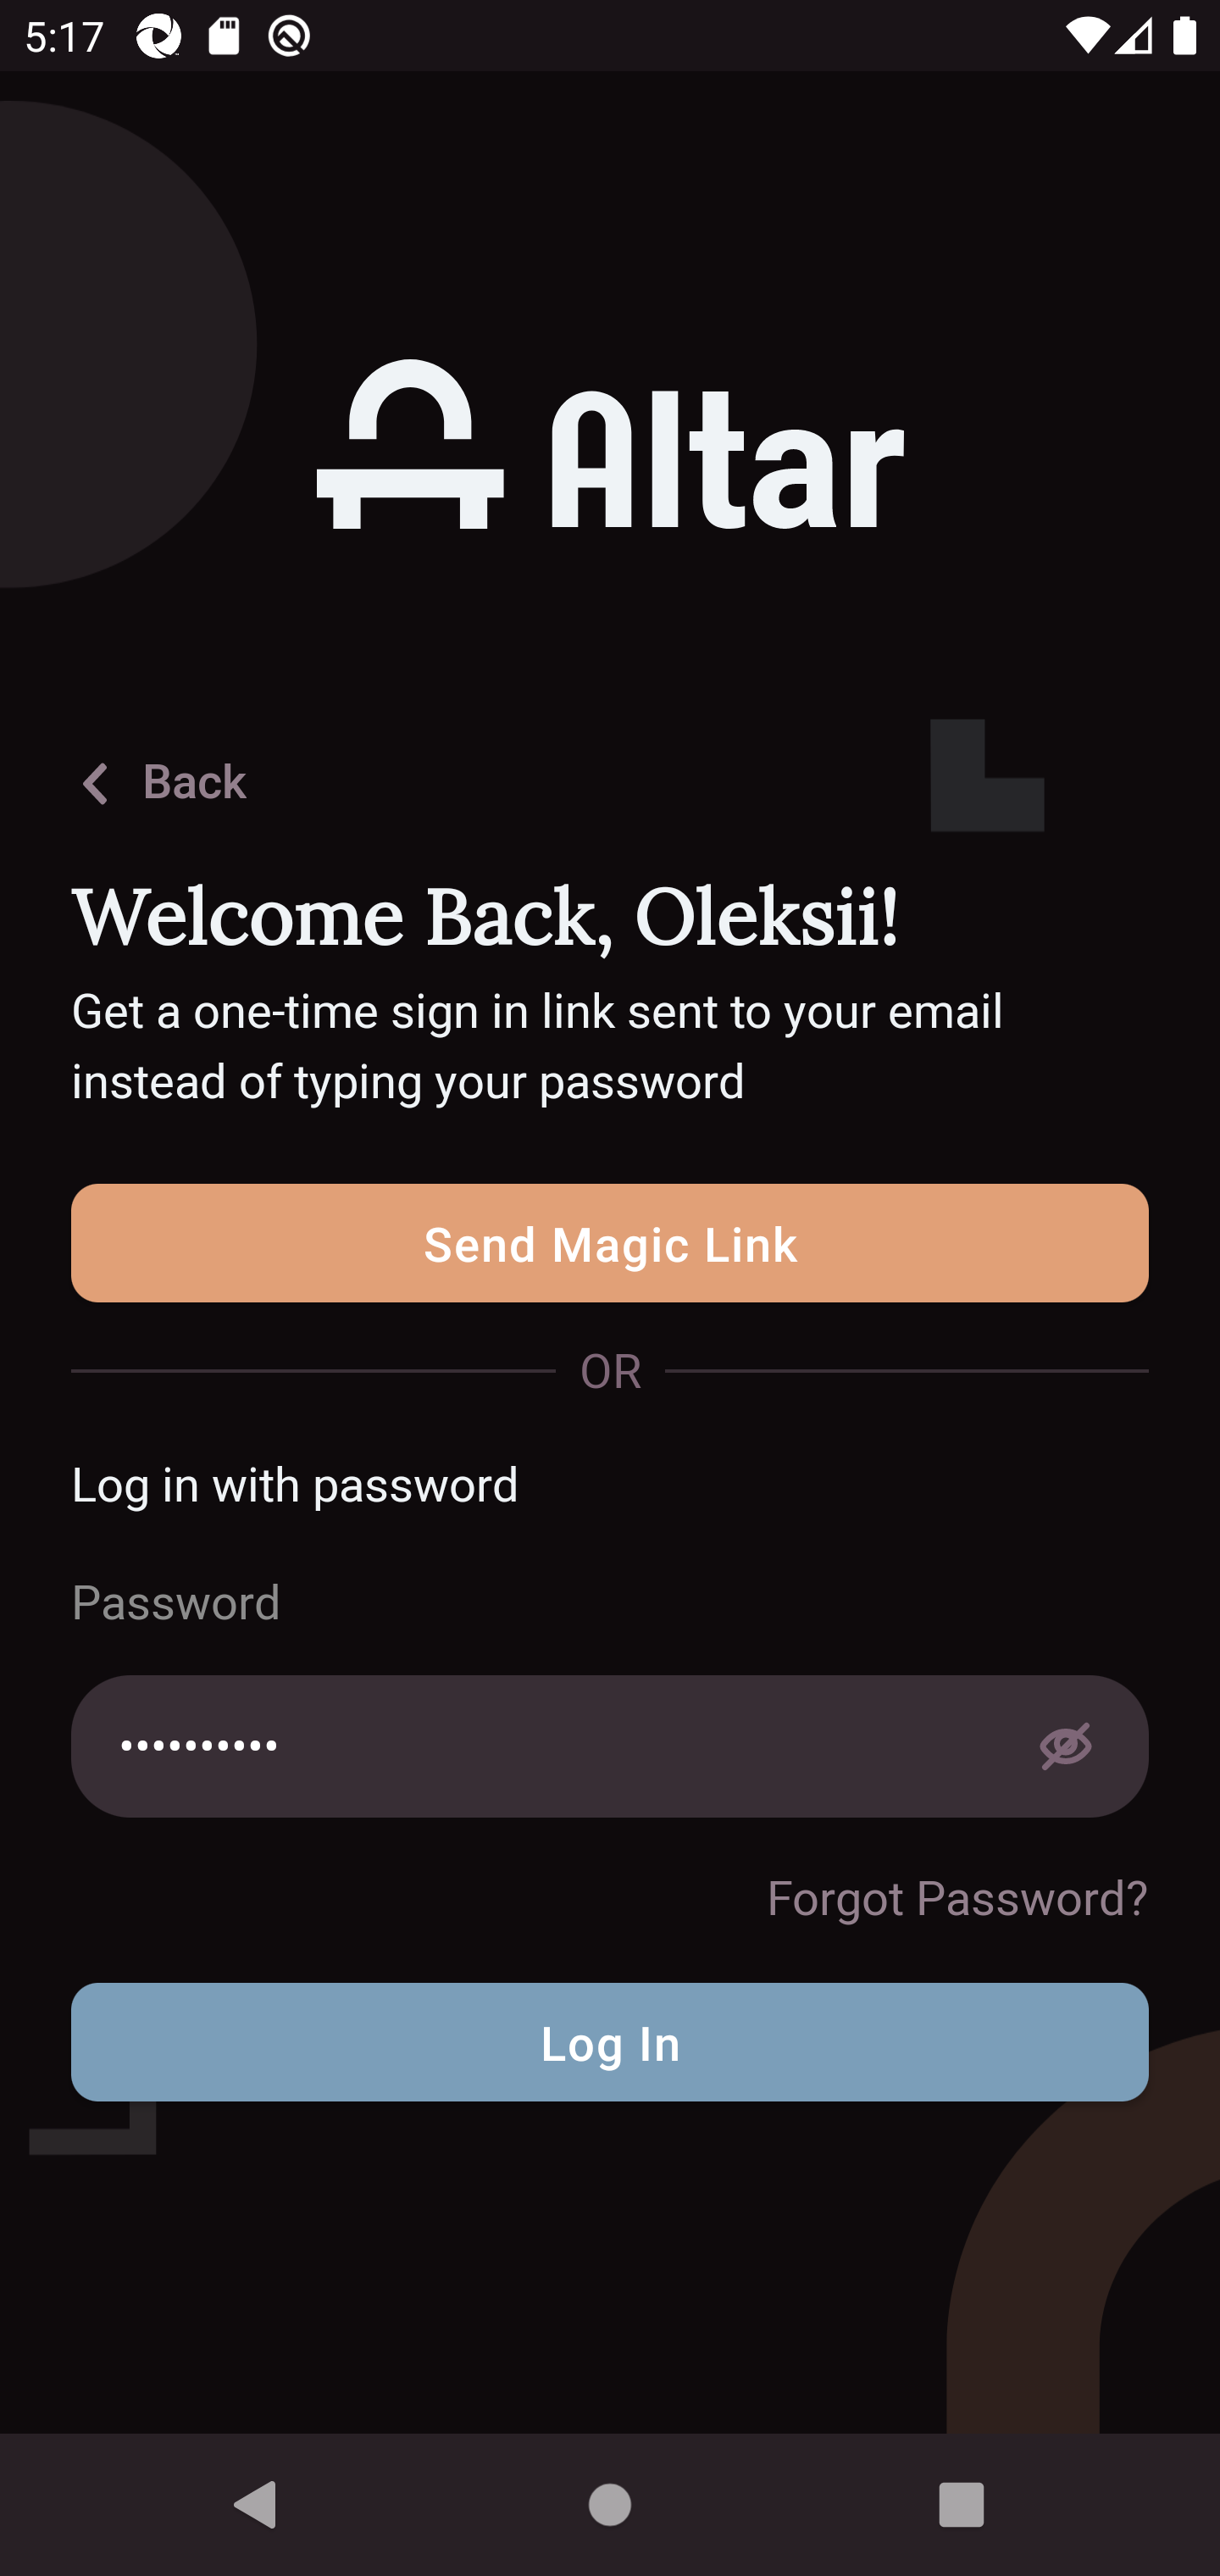 5:17
Altar
Back
Welcome Back, Oleksii!
Get a one-time sign in link sent to your email
instead of typing your password
Send Magic Link
OR
Log in with password
Password
••••••••••
Forgot Password?
Log In